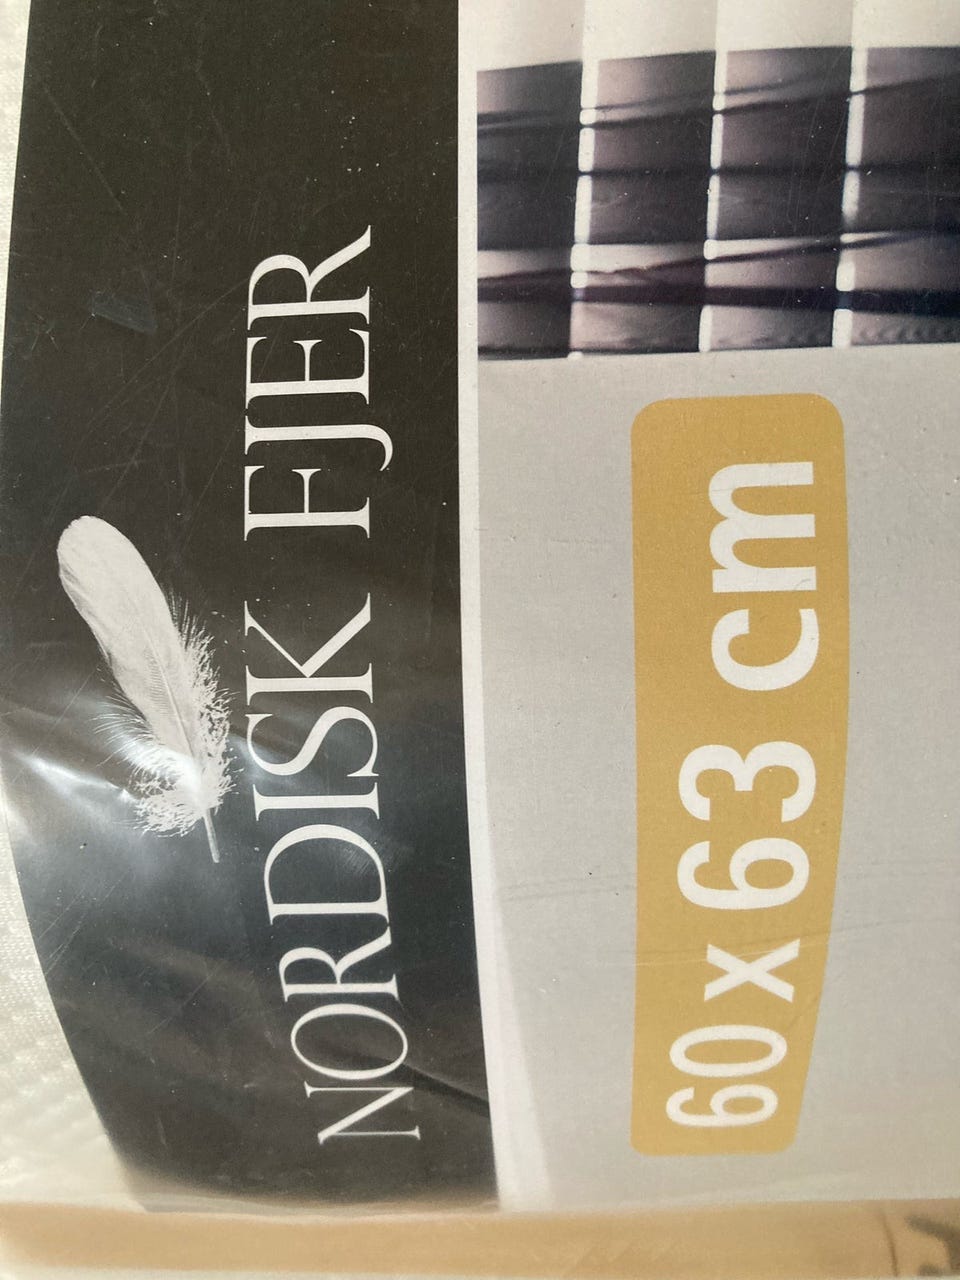 NORDISK FJER
60 x 63 cm